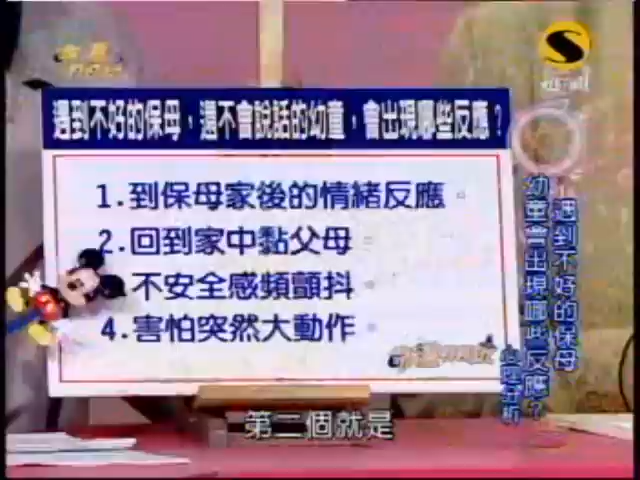 遇到不好的保母，還不會說話的幼童，會出現哪些反應？
1.到保母家後的情緒反應。
2.回到家中黏父母。
不安全感頻顫抖。
4.害怕突然大動作。
遇到不好的保母
幼童會出現哪些反應？
第二個就是